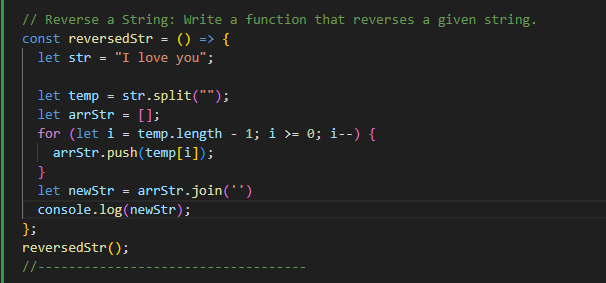 // Reverse a String: Write a function that reverses a given string.
const reversedStr = () => {
let str = "I love you";
let temp = str.split("");
let arrStr = [];
for (let i = temp.length - 1; i >= 0; i--) {
arrStr.push(temp[i]);
}
let newStr = arrStr.join('')
console.log(newStr);
};
reversedStr();
//-----------------------------------